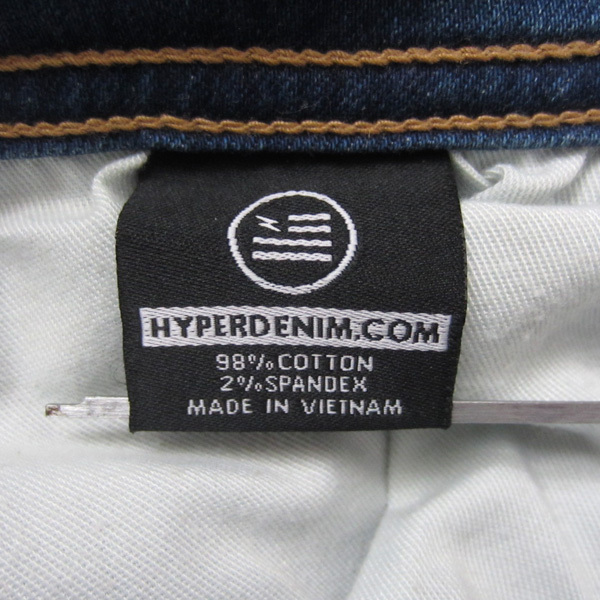 HYPERDENIM.COM
98% COTTON
2% SPANDEX
MADE IN VIETNAM